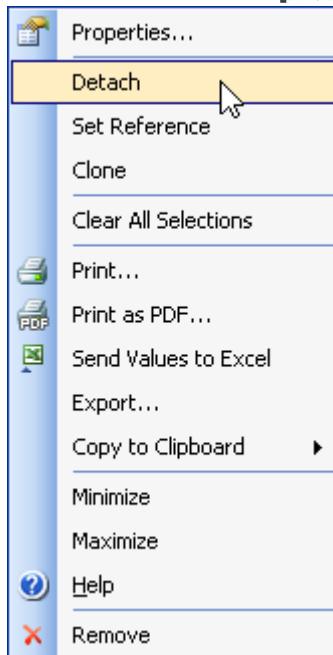 Properties...
Detach
Set Reference
Clone
Clear All Selections
Print...
PDF
Print as PDF...
Send Values to Excel
Export...
Copy to Clipboard
Minimize
Maximize
Help
Remove